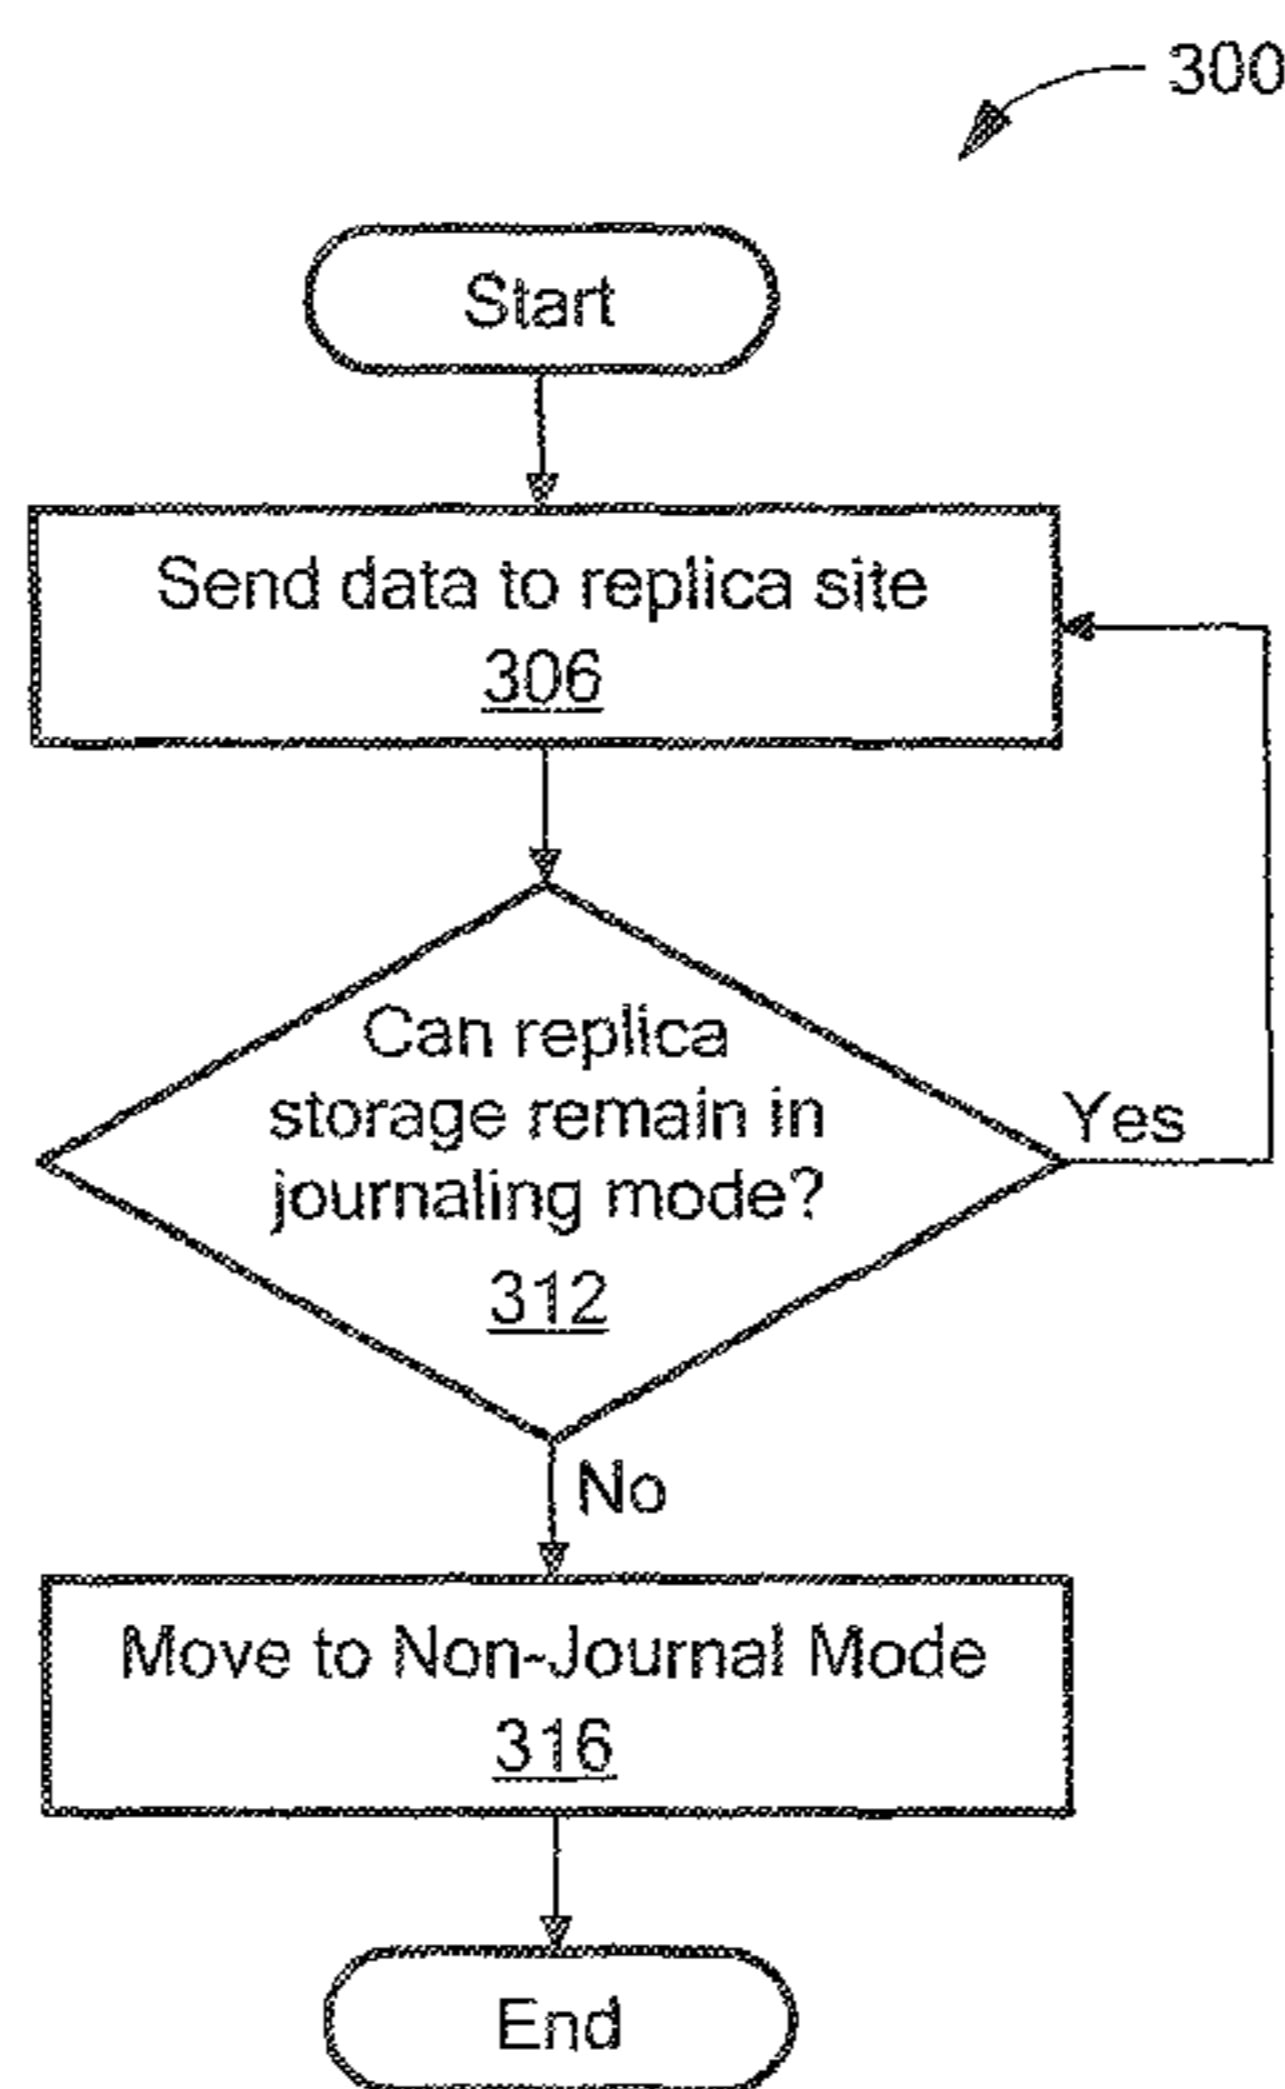 300
Start
Send data to replica site
306
Can replica
storage remain in
journaling mode?
312
Yes
No
Move to Non-Journal Mode
316
End